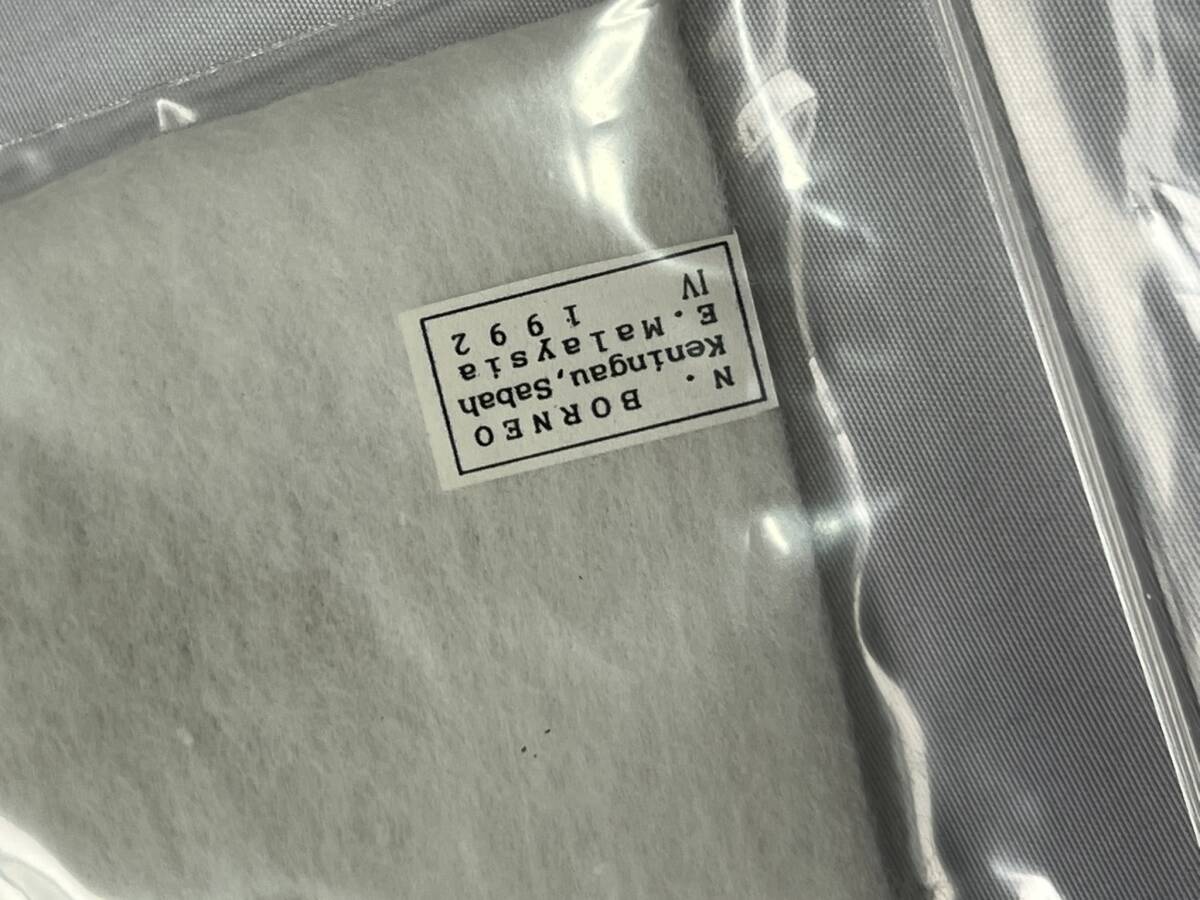 N. BORNEO
Keningau,Sabah
E.Malaysia
IV 1992